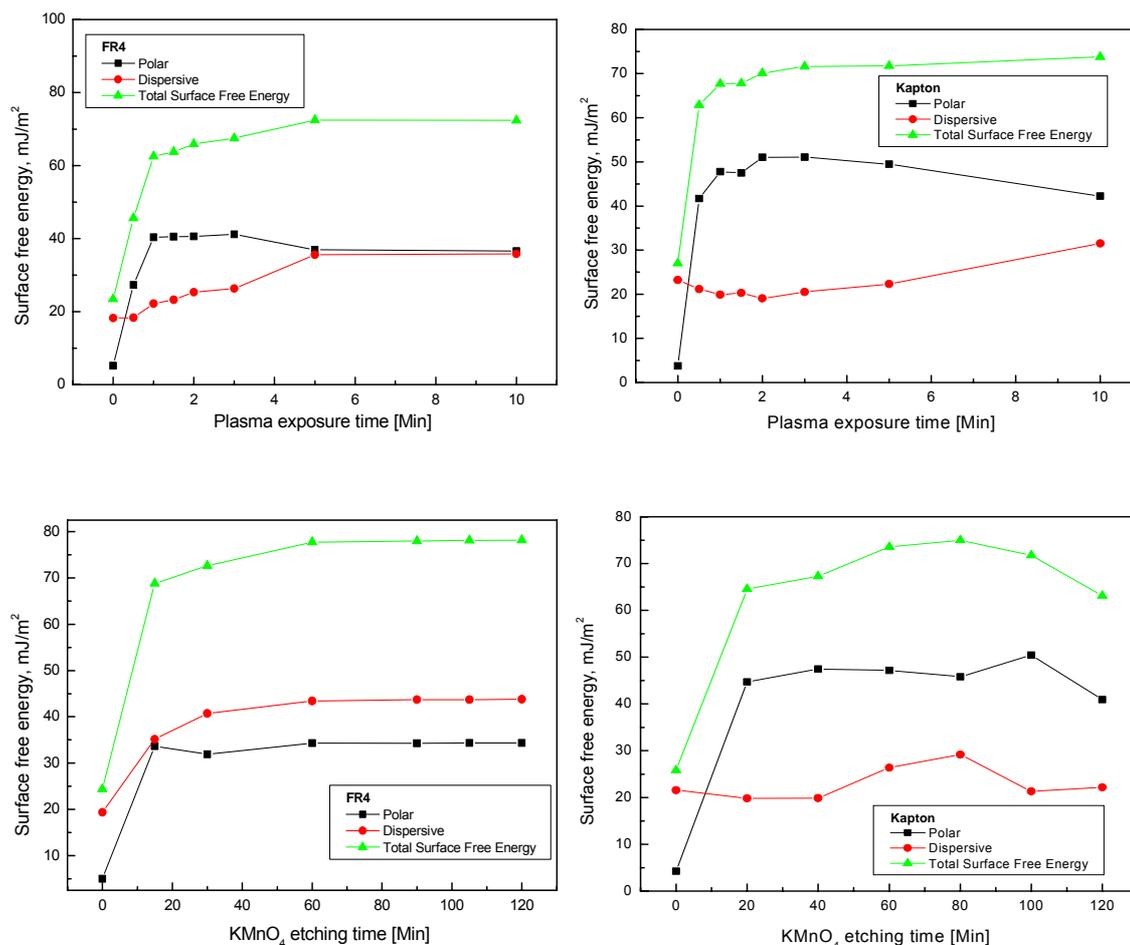 100
80
60
40
20
0
Surface free energy, mJ/m²
FR4
Polar
Dispersive
Total Surface Free Energy
0 2 4 6 8 10
Plasma exposure time [Min]
80
70
60
50
40
30
20
10
0
Surface free energy, mJ/m²
Kapton
Polar
Dispersive
Total Surface Free Energy
0 2 4 6 8 10
Plasma exposure time [Min]
80
70
60
50
40
30
20
10
Surface free energy, mJ/m²
FR4
Polar
Dispersive
Total Surface Free Energy
0 20 40 60 80 100 120
KMnO₄ etching time [Min]
80
70
60
50
40
30
20
10
0
Surface free energy, mJ/m²
Kapton
Polar
Dispersive
Total Surface Free Energy
0 20 40 60 80 100 120
KMnO₄ etching time [Min]